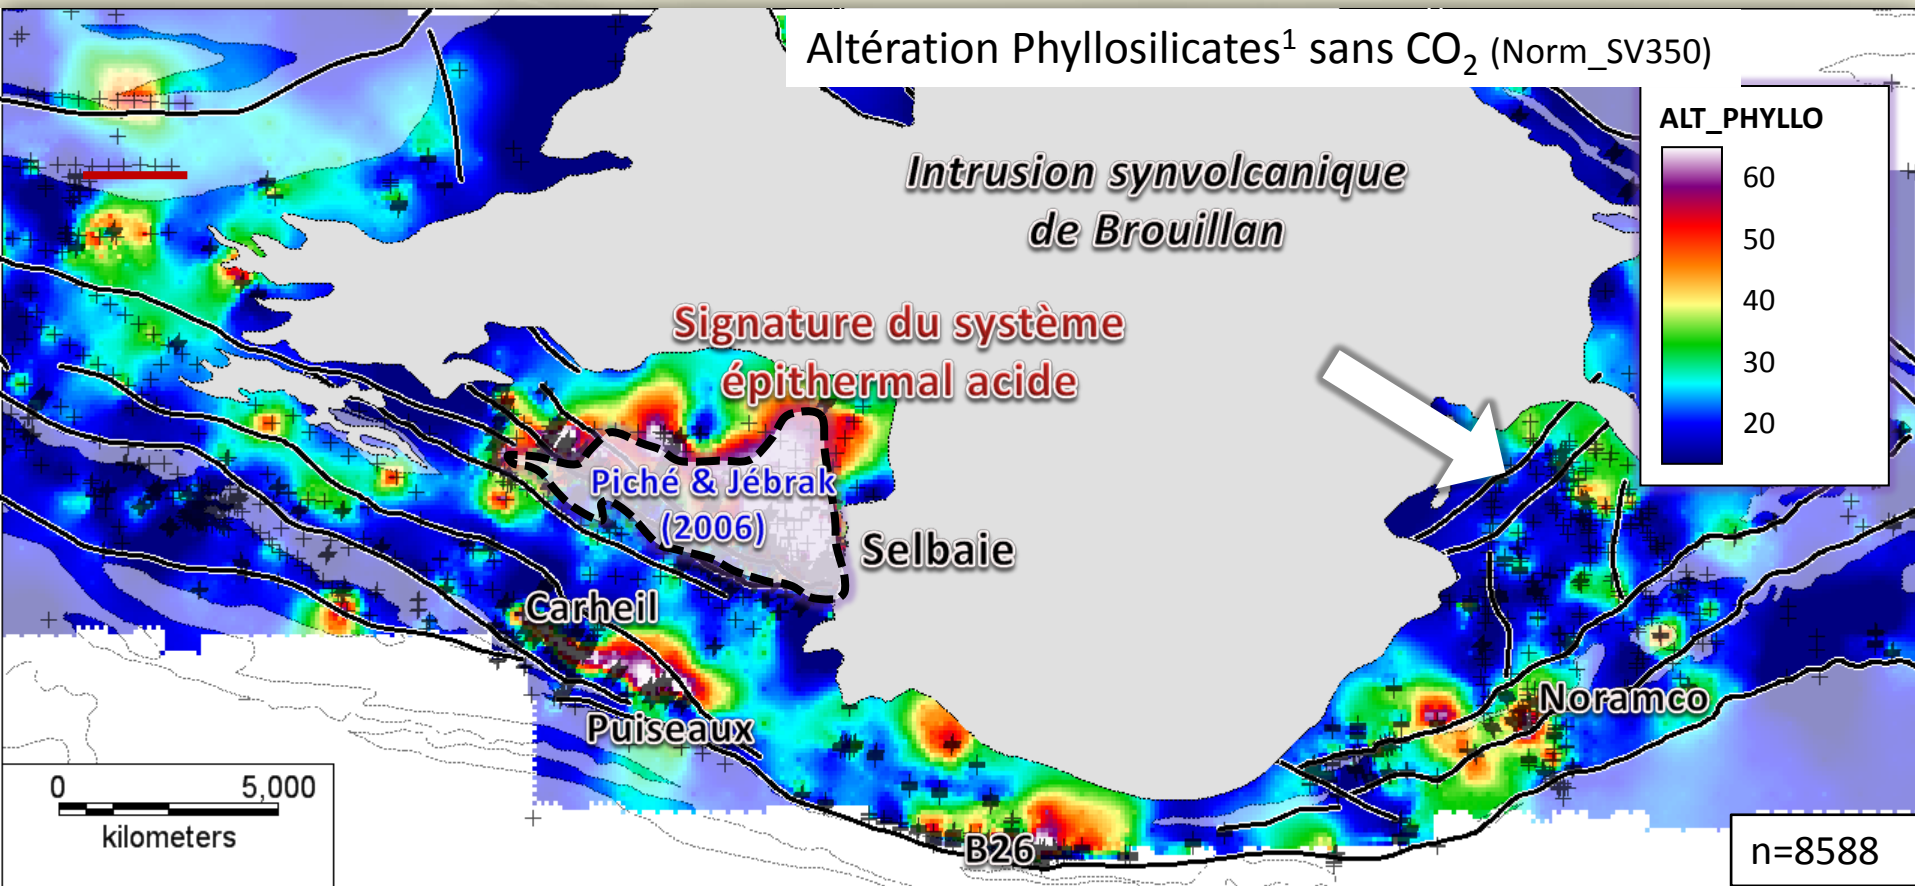 Altération Phyllosilicates¹ sans CO₂ (Norm_SV350)
ALT_PHYLLO
60
50
40
30
20
Intrusion synvolcanique
de Brouillan
Signature du système
épithermal acide
Piché & Jébrak
(2006)
Selbaie
Carheil
Puiseaux
Noramco
B26
0 5,000
kilometers
n=8588